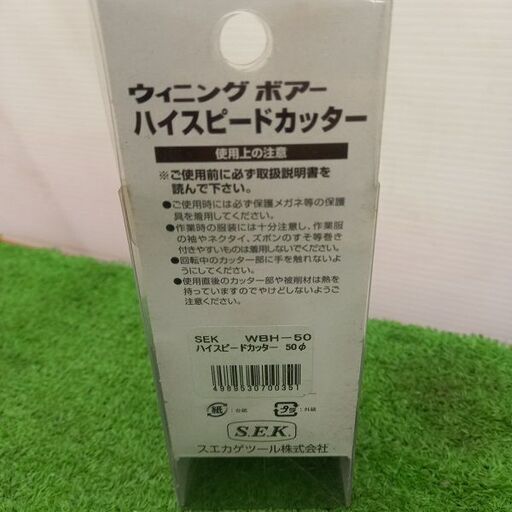 ウィニング ボアー
ハイスピードカッター
使用上の注意
※ご使用前に必ず取扱説明書を
読んで下さい。
●ご使用時には必ず保護メガネ等の保護
具を着用してください。
●作業時の服装には十分注意し、作業服
の袖やネクタイ、ズボンのすそ等巻き
付きやすいものは着用しないでください。
●回転中のカッター部に手を触れないよ
うにしてください。
●使用直後のカッター部や被削材は熱を
持っていますのでやけどしないようご
注意ください。
SEK WBH-50
ハイスピードカッター 50φ
4989530700351
紙 :台紙 プラ :外装
S.E.K.
スエカゲツール株式会社